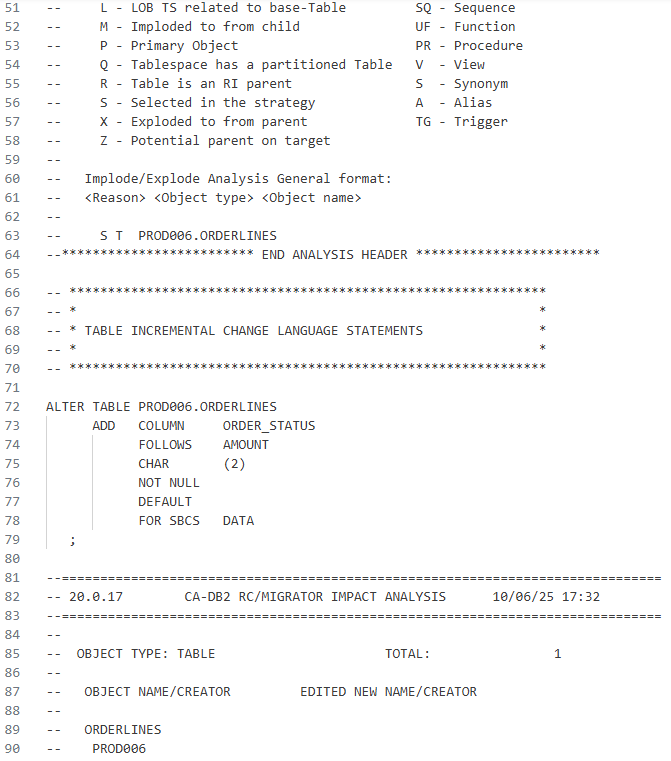 51 --     L - LOB TS related to base-Table         SQ - Sequence
52 --     M - Imploded to from child               UF - Function
53 --     P - Primary Object                       PR - Procedure
54 --     Q - Tablespace has a partitioned Table   V  - View
55 --     R - Table is an RI parent                S  - Synonym
56 --     S - Selected in the strategy             A  - Alias
57 --     X - Exploded to from parent              TG - Trigger
58 --     Z - Potential parent on target
59 --
60 --   Implode/Explode Analysis General format:
61 --   <Reason> <Object type> <Object name>
62 --
63 --     S T  PROD006.ORDERLINES
64 --************************* END ANALYSIS HEADER ************************
65
66 -- **************************************************************
67 -- *                                                            *
68 -- * TABLE INCREMENTAL CHANGE LANGUAGE STATEMENTS               *
69 -- *                                                            *
70 -- **************************************************************
71
72 ALTER TABLE PROD006.ORDERLINES
73       ADD   COLUMN     ORDER_STATUS
74             FOLLOWS    AMOUNT
75             CHAR       (2)
76             NOT NULL
77             DEFAULT
78             FOR SBCS   DATA
79    ;
80
81 --==============================================================================
82 -- 20.0.17        CA-DB2 RC/MIGRATOR IMPACT ANALYSIS      10/06/25 17:32
83 --==============================================================================
84 --
85 --  OBJECT TYPE: TABLE                      TOTAL:                1
86 --
87 --   OBJECT NAME/CREATOR         EDITED NEW NAME/CREATOR
88 --
89 --   ORDERLINES
90 --    PROD006